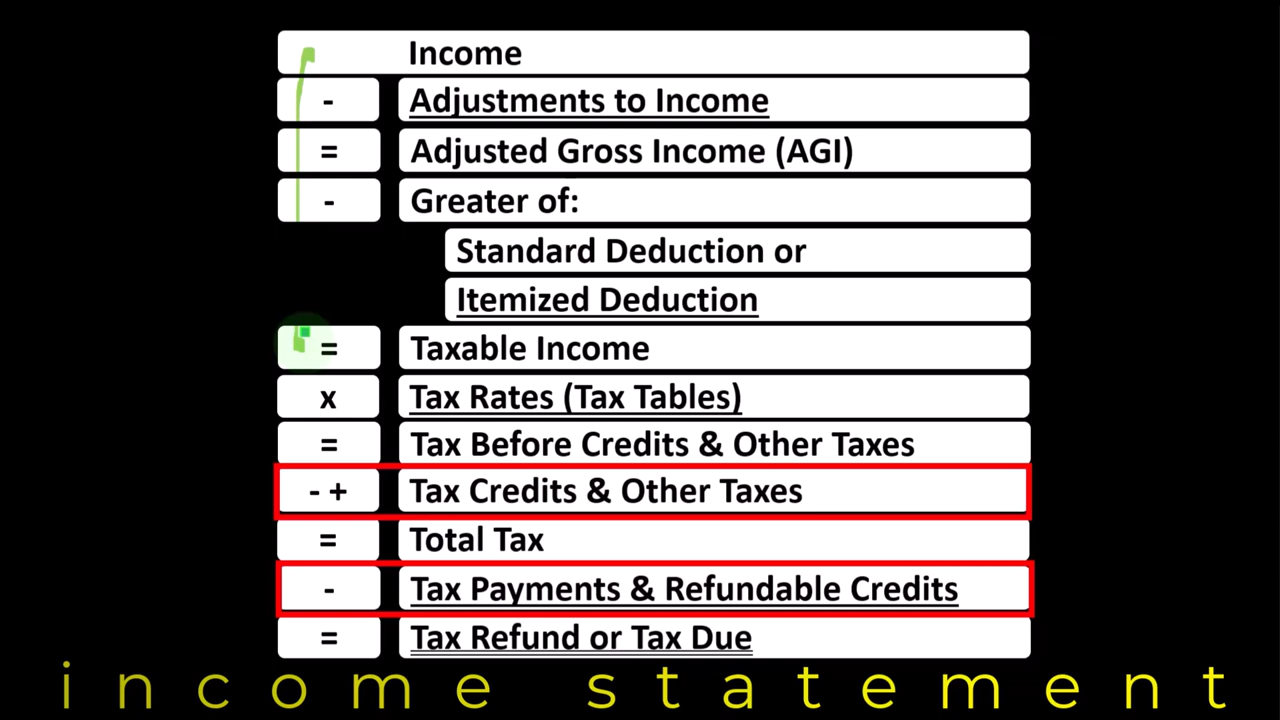 Income
- Adjustments to Income
= Adjusted Gross Income (AGI)
- Greater of:
Standard Deduction or
Itemized Deduction
= Taxable Income
x Tax Rates (Tax Tables)
= Tax Before Credits & Other Taxes
- + Tax Credits & Other Taxes
= Total Tax
- Tax Payments & Refundable Credits
= Tax Refund or Tax Due
income statement